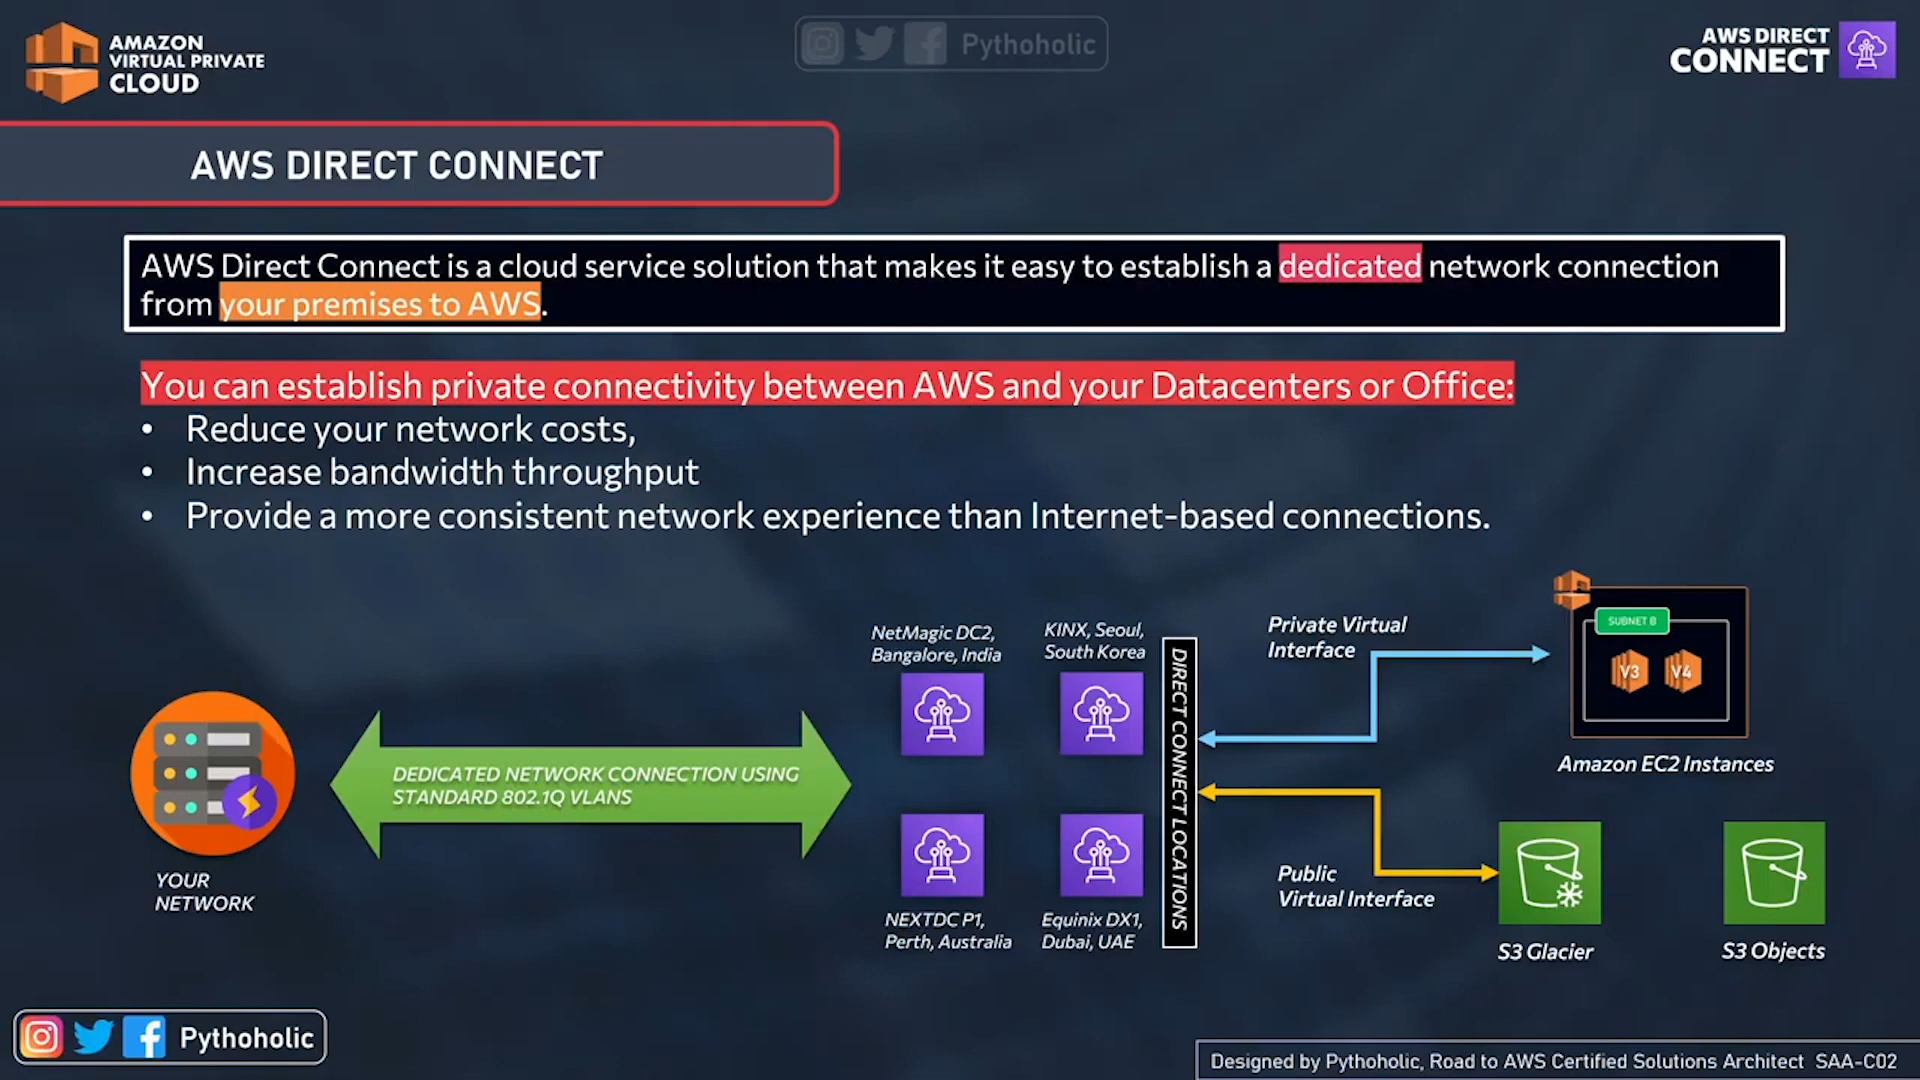 AMAZON
VIRTUAL PRIVATE
CLOUD
Pythoholic
AWS DIRECT
CONNECT
AWS DIRECT CONNECT
AWS Direct Connect is a cloud service solution that makes it easy to establish a dedicated network connection
from your premises to AWS.
You can establish private connectivity between AWS and your Datacenters or Office:
• Reduce your network costs,
• Increase bandwidth throughput
• Provide a more consistent network experience than Internet-based connections.
NetMagic DC2,
Bangalore, India
KINX, Seoul,
South Korea
DIRECT CONNECT LOCATIONS
Private Virtual
Interface
SUBNET B
V3
V4
Amazon EC2 Instances
DEDICATED NETWORK CONNECTION USING
STANDARD 802.1Q VLANS
YOUR
NETWORK
NEXTDC P1,
Perth, Australia
Equinix DX1,
Dubai, UAE
Public
Virtual Interface
S3 Glacier
S3 Objects
Pythoholic
Designed by Pythoholic, Road to AWS Certified Solutions Architect SAA-C02